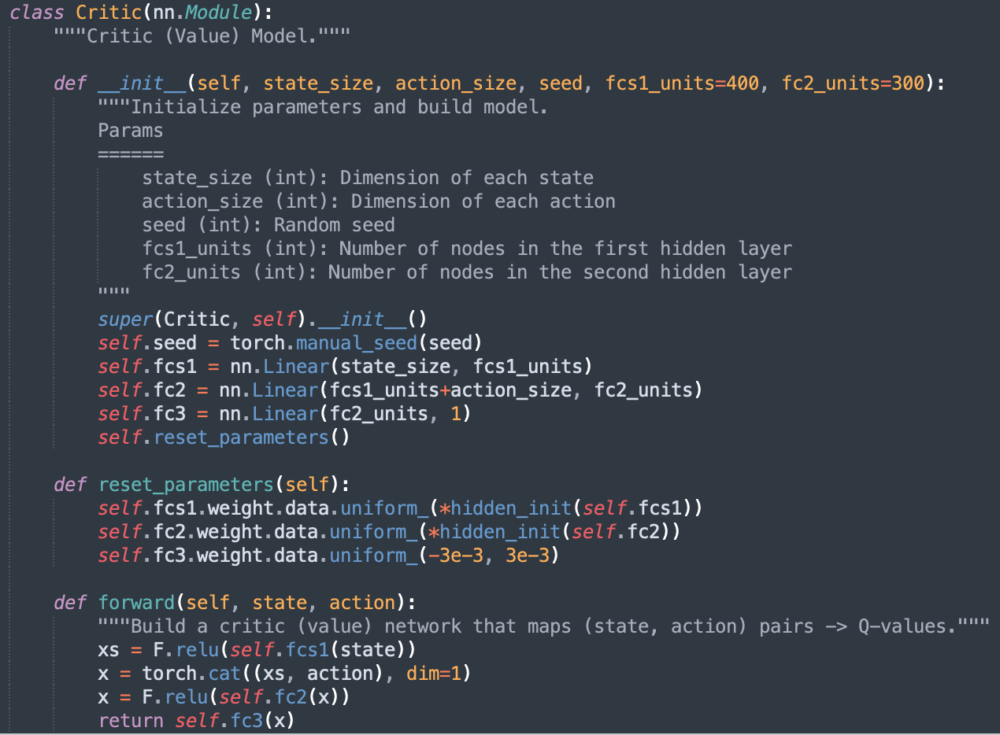 class Critic(nn.Module):
    """Critic (Value) Model."""

    def __init__(self, state_size, action_size, seed, fcs1_units=400, fc2_units=300):
        """Initialize parameters and build model.
        Params
        ======
            state_size (int): Dimension of each state
            action_size (int): Dimension of each action
            seed (int): Random seed
            fcs1_units (int): Number of nodes in the first hidden layer
            fc2_units (int): Number of nodes in the second hidden layer
        """
        super(Critic, self).__init__()
        self.seed = torch.manual_seed(seed)
        self.fcs1 = nn.Linear(state_size, fcs1_units)
        self.fc2 = nn.Linear(fcs1_units+action_size, fc2_units)
        self.fc3 = nn.Linear(fc2_units, 1)
        self.reset_parameters()

    def reset_parameters(self):
        self.fcs1.weight.data.uniform_(*hidden_init(self.fcs1))
        self.fc2.weight.data.uniform_(*hidden_init(self.fc2))
        self.fc3.weight.data.uniform_(-3e-3, 3e-3)

    def forward(self, state, action):
        """Build a critic (value) network that maps (state, action) pairs -> Q-values."""
        xs = F.relu(self.fcs1(state))
        x = torch.cat((xs, action), dim=1)
        x = F.relu(self.fc2(x))
        return self.fc3(x)